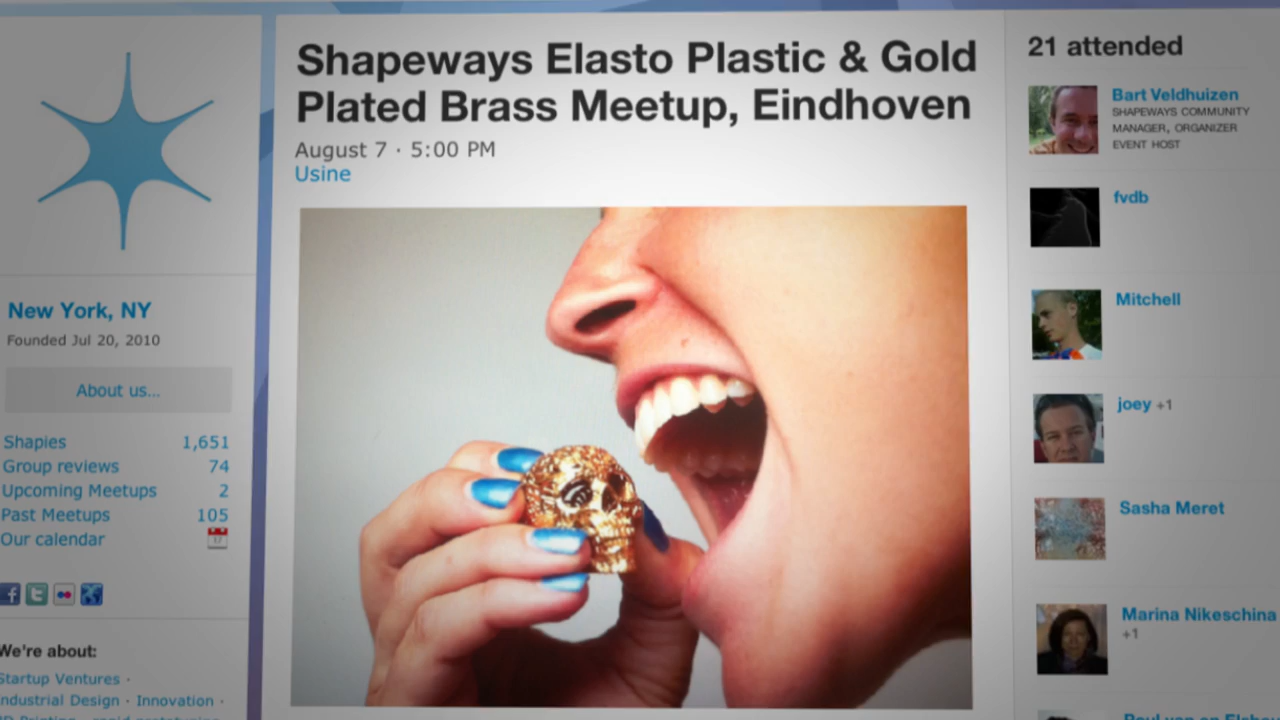 New York, NY
Founded Jul 20, 2010
About us...
Shapies 1,651
Group reviews 74
Upcoming Meetups 2
Past Meetups 105
Our calendar
We're about:
Startup Ventures ·
Industrial Design · Innovation ·
Shapeways Elasto Plastic & Gold
Plated Brass Meetup, Eindhoven
August 7 · 5:00 PM
Usine
21 attended
Bart Veldhuizen
SHAPEWAYS COMMUNITY
MANAGER, ORGANIZER
EVENT HOST
fvdb
Mitchell
joey +1
Sasha Meret
Marina Nikeschina
+1